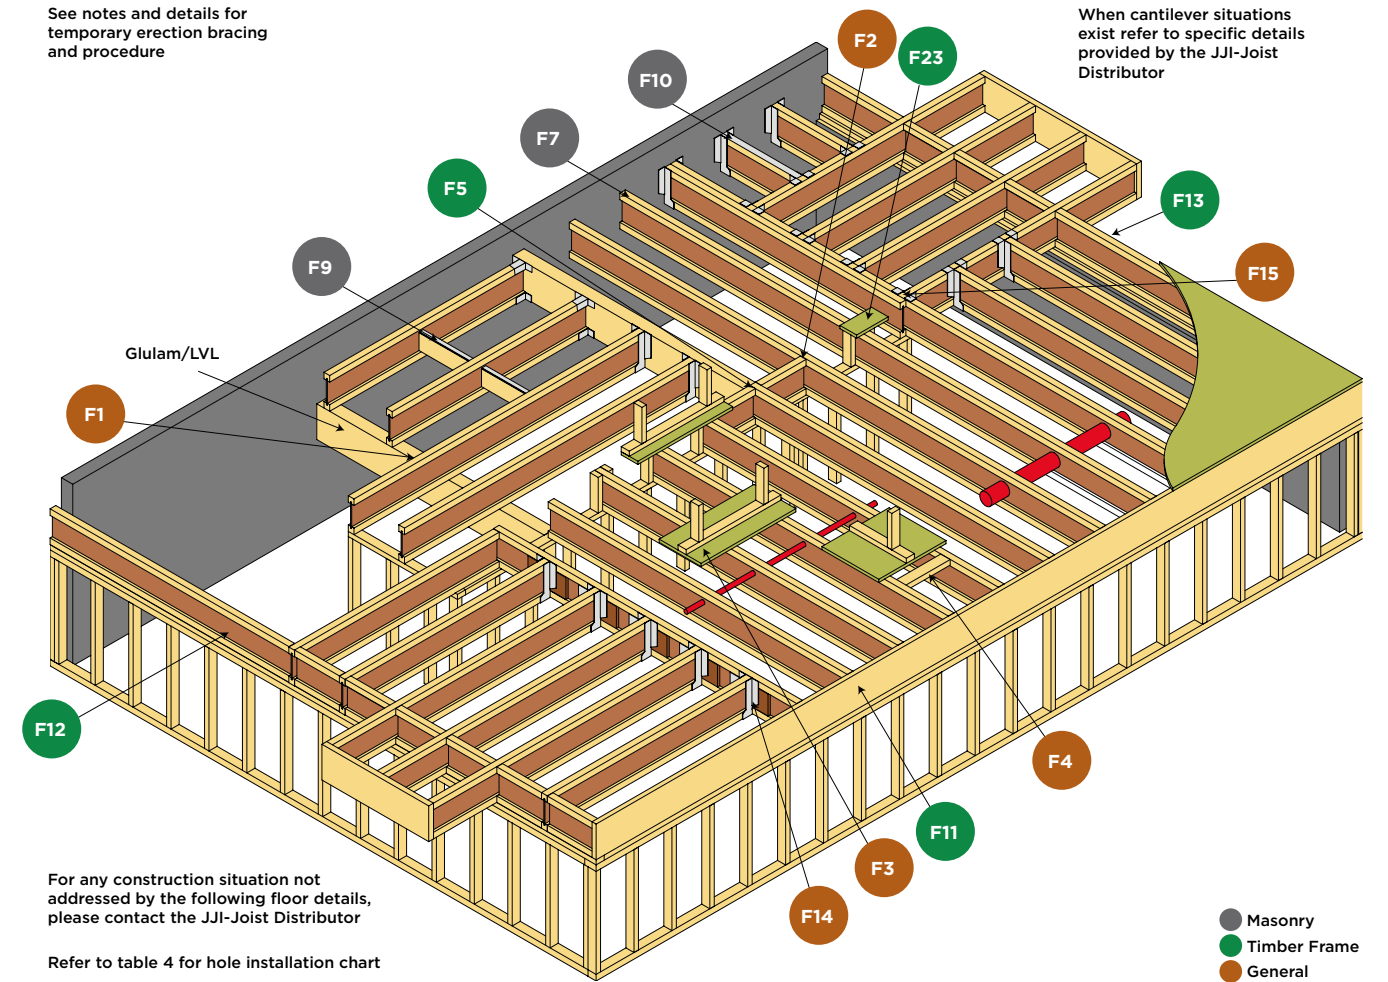 See notes and details for
temporary erection bracing
and procedure
When cantilever situations
exist refer to specific details
provided by the JJI-Joist
Distributor
F2
F23
F10
F7
F5
F13
F9
F15
Glulam/LVL
F1
F12
F4
F11
F3
F14
For any construction situation not
addressed by the following floor details,
please contact the JJI-Joist Distributor
Refer to table 4 for hole installation chart
Masonry
Timber Frame
General